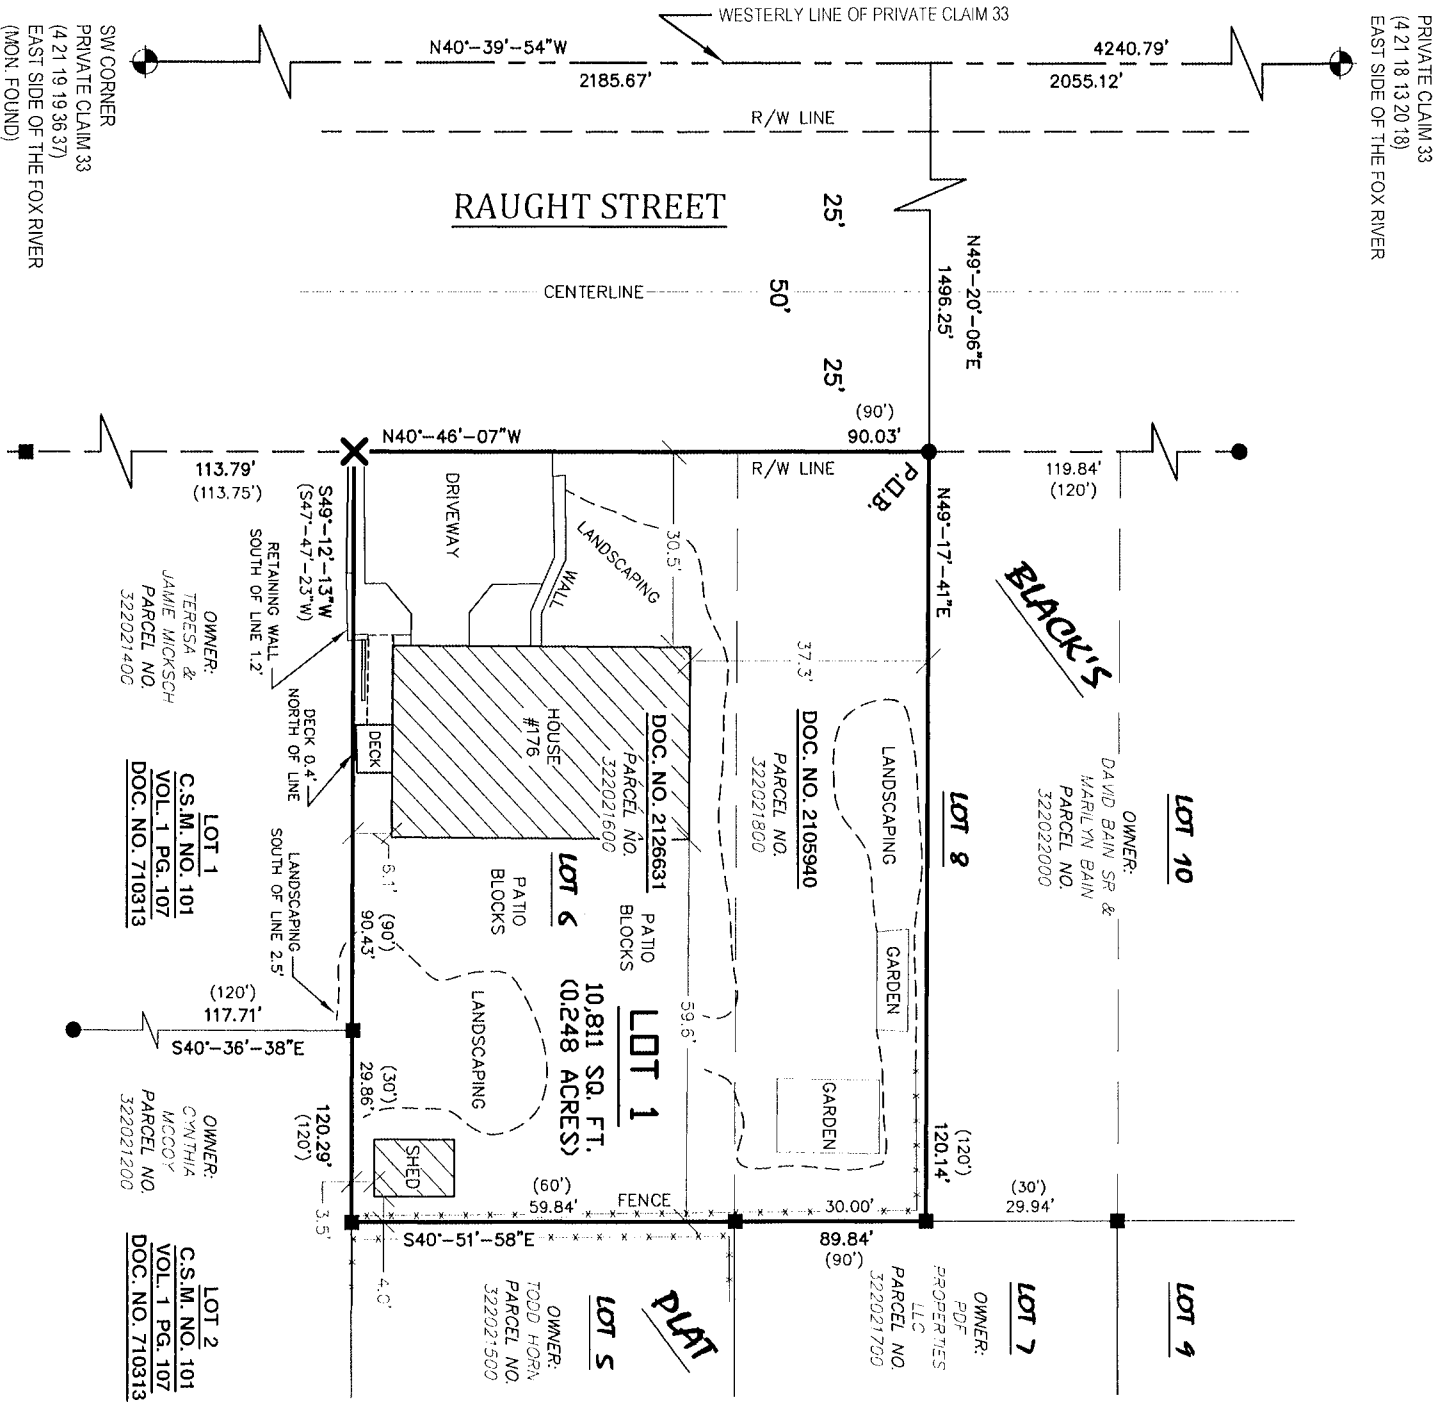 WESTERLY LINE OF PRIVATE CLAIM 33
N40°-39'-54"W
2185.67'
4240.79'
2055.12'
PRIVATE CLAIM 33
(4 21 18 13 20 18)
EAST SIDE OF THE FOX RIVER
SW CORNER
PRIVATE CLAIM 33
(4 21 19 19 36 37)
EAST SIDE OF THE FOX RIVER
(MON. FOUND)
R/W LINE
RAUGHT STREET
25'
50'
25'
CENTERLINE
N49°-20'-06"E
1496.25'
N40°-46'-07"W
(90')
90.03'
R/W LINE
P.O.B.
113.79'
(113.75')
119.84'
(120')
N49°-17'-41"E
S49°-12'-13"W
(S47°-47'-23"W)
DRIVEWAY
WALL
LANDSCAPING
30.5'
37.3'
BLACK'S
RETAINING WALL
SOUTH OF LINE 1.2'
OWNER:
TERESA &
JAMIE MICKSCH
PARCEL NO.
322021400
DECK 0.4'
NORTH OF LINE
DECK
HOUSE
#176
DOC. NO. 2126631
PARCEL NO.
322021600
DOC. NO. 2105940
PARCEL NO.
322021800
LANDSCAPING
LOT 8
OWNER:
DAVID BAIN SR &
MARILYN BAIN
PARCEL NO.
322022000
LOT 10
LOT 1
C.S.M. NO. 101
VOL. 1 PG. 107
DOC. NO. 710313
LANDSCAPING
SOUTH OF LINE 2.5'
6.1'
(90')
90.43'
LOT 6
PATIO
BLOCKS
PATIO
BLOCKS
59.6'
GARDEN
GARDEN
LOT 1
10,811 SQ. FT.
(0.248 ACRES)
LANDSCAPING
(120')
117.71'
S40°-36'-38"E
(30')
29.86'
120.29'
(120')
SHED
3.5'
4.0'
(60')
59.84'
FENCE
30.00'
(120')
120.14'
(30')
29.94'
S40°-51'-58"E
89.84'
(90')
OWNER:
CYNTHIA
MCCOY
PARCEL NO.
322021200
LOT 2
C.S.M. NO. 101
VOL. 1 PG. 107
DOC. NO. 710313
OWNER:
TODD HORN
PARCEL NO.
322021500
LOT 5
PLAT
OWNER:
PDF
PROPERTIES
LLC
PARCEL NO.
322021700
LOT 7
LOT 9